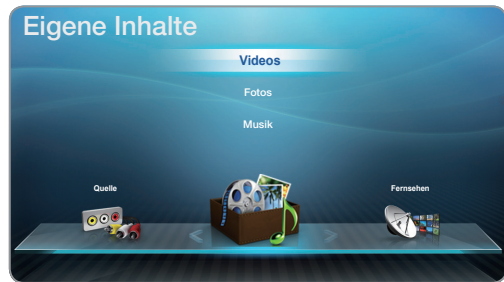 Eigene Inhalte
Videos
Fotos
Musik
Quelle
Fernsehen